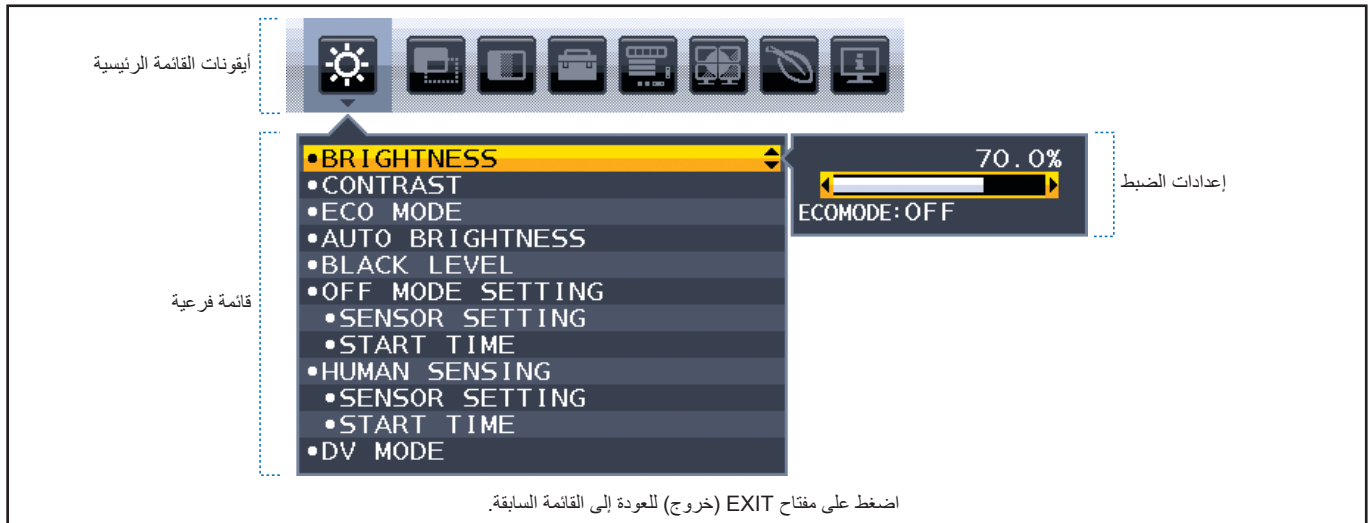 أيقونات القائمة الرئيسية
•BRIGHTNESS
•CONTRAST
•ECO MODE
•AUTO BRIGHTNESS
•BLACK LEVEL
•OFF MODE SETTING
•SENSOR SETTING
•START TIME
•HUMAN SENSING
•SENSOR SETTING
•START TIME
•DV MODE
70.0%
ECOMODE:OFF
إعدادات الضبط
قائمة فرعية
اضغط على مفتاح EXIT (خروج) للعودة إلى القائمة السابقة.